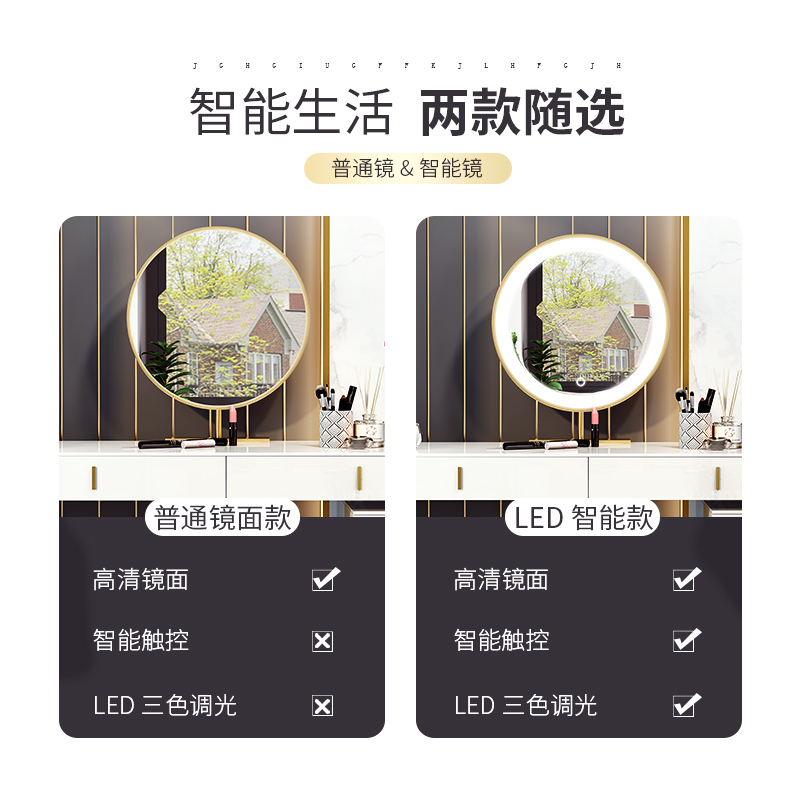 J G H G I U G F F K J L H F G J H
智能生活 两款随选
普通镜 & 智能镜
普通镜面款
高清镜面
智能触控
LED 三色调光
LED 智能款
高清镜面
智能触控
LED 三色调光